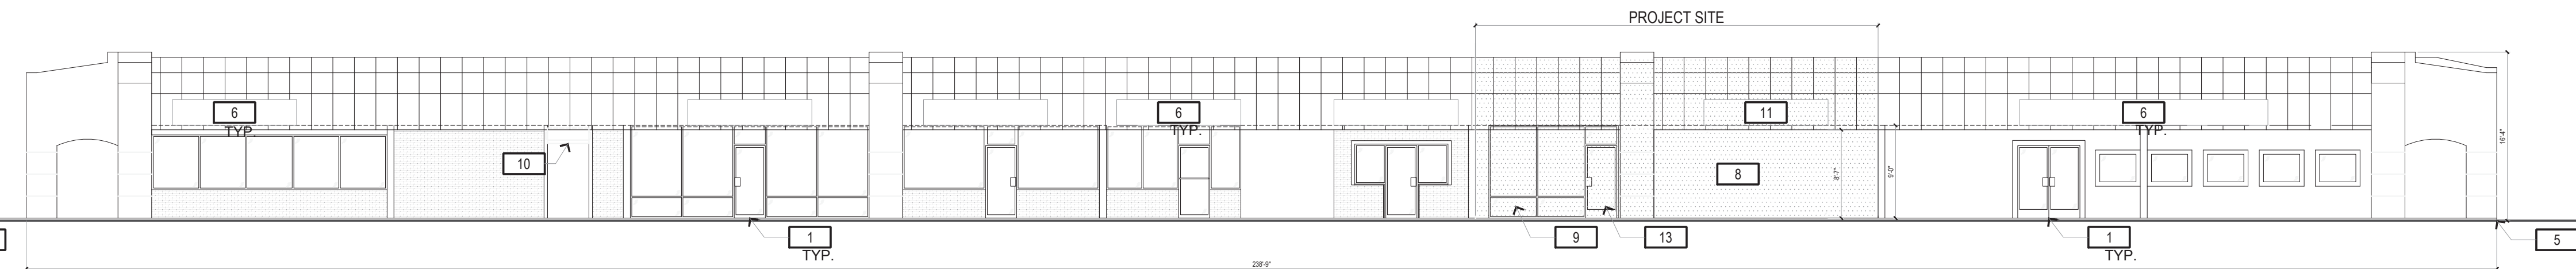 PROJECT SITE
6
TYP.
6
TYP.
11
6
TYP.
16'-4"
10
8
8'-7"
9'-0"
1
TYP.
9
13
1
TYP.
5
238'-9"